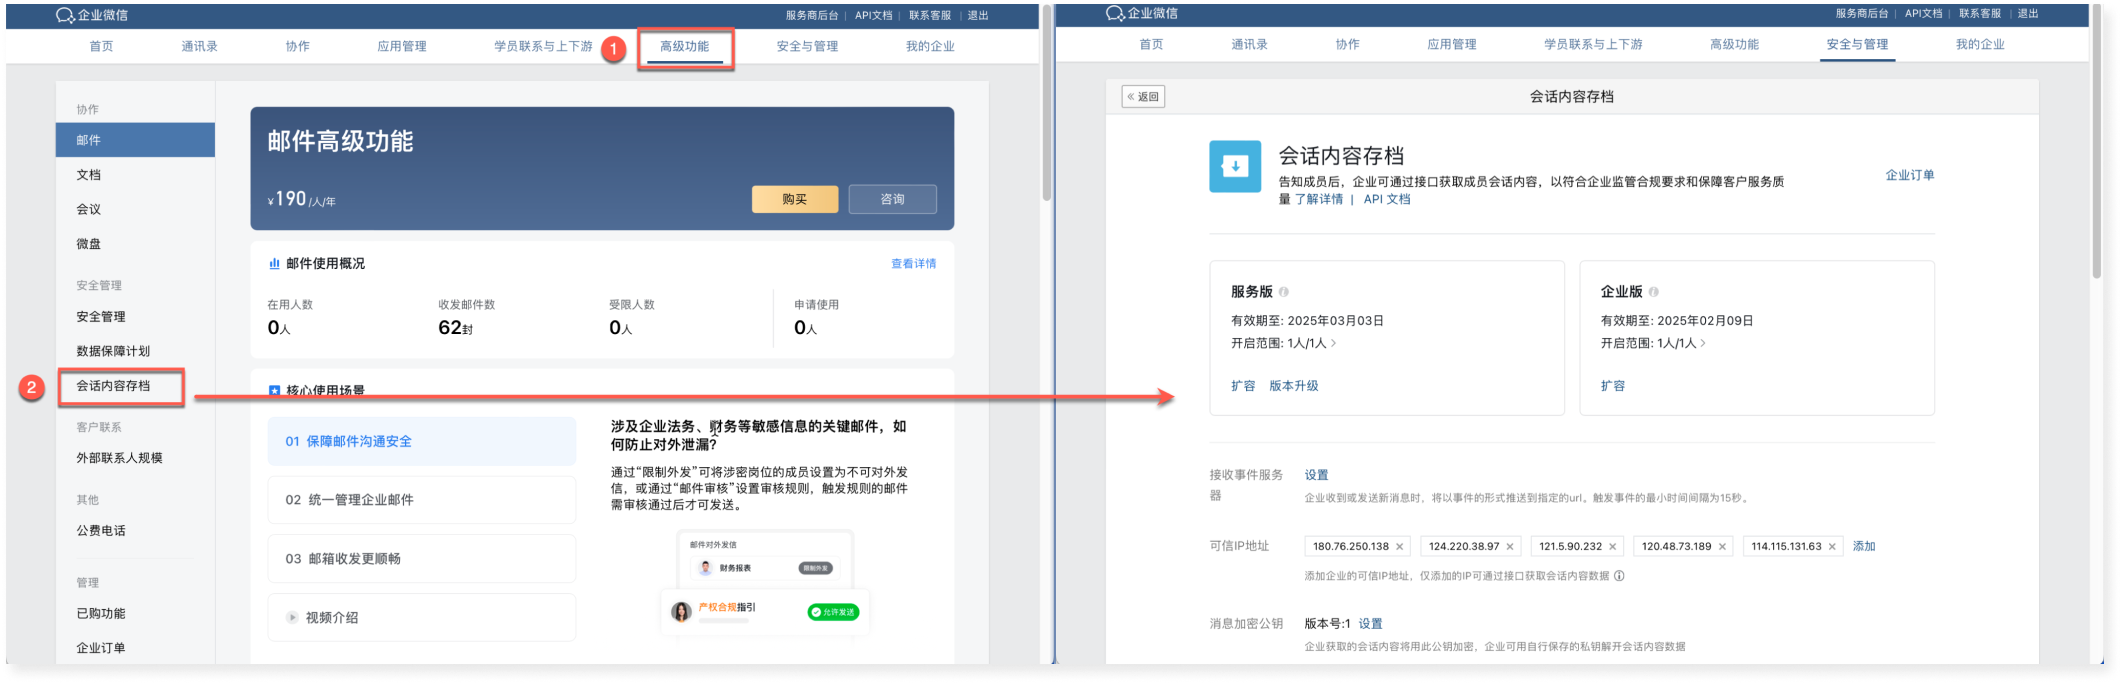 企业微信
服务商后台 | API文档 | 联系客服 | 退出
首页 通讯录 协作 应用管理 学员联系与上下游 1 高级功能 安全与管理 我的企业
协作
邮件
文档
会议
微盘
安全管理
安全管理
数据保障计划
2 会话内容存档
客户联系
外部联系人规模
其他
公费电话
管理
已购功能
企业订单
邮件高级功能
¥190/人/年
购买 咨询
邮件使用概况 查看详情
在用人数 收发邮件数 受限人数 申请使用
0人 62封 0人 0人
核心使用场景
01 保障邮件沟通安全
02 统一管理企业邮件
03 邮箱收发更顺畅
视频介绍
涉及企业法务、财务等敏感信息的关键邮件，如
何防止对外泄漏？
通过“限制外发”可将涉密岗位的成员设置为不可对外发
信，或通过“邮件审核”设置审核规则，触发规则的邮件
需审核通过后才可发送。
邮件对外发信
财务报表 限制外发
产权合规指引 允许发送
企业微信
服务商后台 | API文档 | 联系客服 | 退出
首页 通讯录 协作 应用管理 学员联系与上下游 高级功能 安全与管理 我的企业
« 返回 会话内容存档
会话内容存档
告知成员后，企业可通过接口获取成员会话内容，以符合企业监管合规要求和保障客户服务质
量 了解详情 | API 文档
企业订单
服务版
有效期至: 2025年03月03日
开启范围: 1人/1人 >
扩容 版本升级
企业版
有效期至: 2025年02月09日
开启范围: 1人/1人 >
扩容
接收事件服务
器
设置
企业收到或发送新消息时，将以事件的形式推送到指定的url。触发事件的最小时间间隔为15秒。
可信IP地址 180.76.250.138 × 124.220.38.97 × 121.5.90.232 × 120.48.73.189 × 114.115.131.63 × 添加
添加企业的可信IP地址，仅添加的IP可通过接口获取会话内容数据
消息加密公钥 版本号:1 设置
企业获取的会话内容将用此公钥加密，企业可用自行保存的私钥解开会话内容数据